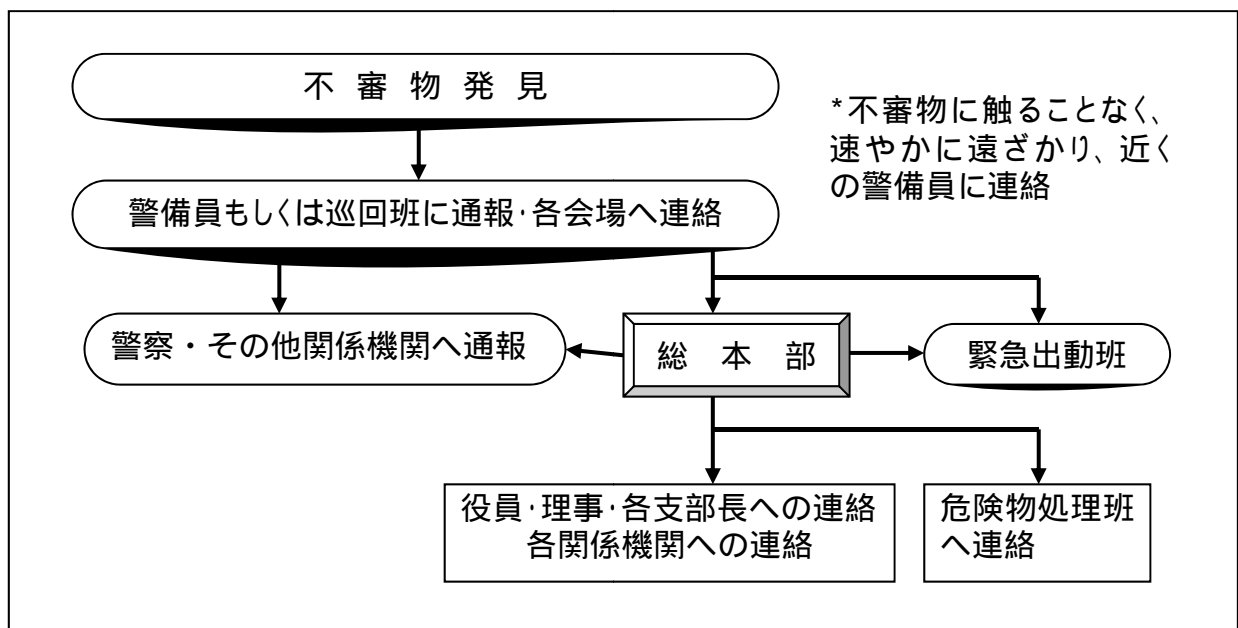 不 審 物 発 見
*不審物に触ることなく、
速やかに遠ざかり、近く
の警備員に連絡
警備員もしくは巡回班に通報･各会場へ連絡
警察・その他関係機関へ通報
総 本 部
緊急出動班
役員･理事･各支部長への連絡
各関係機関への連絡
危険物処理班
へ連絡